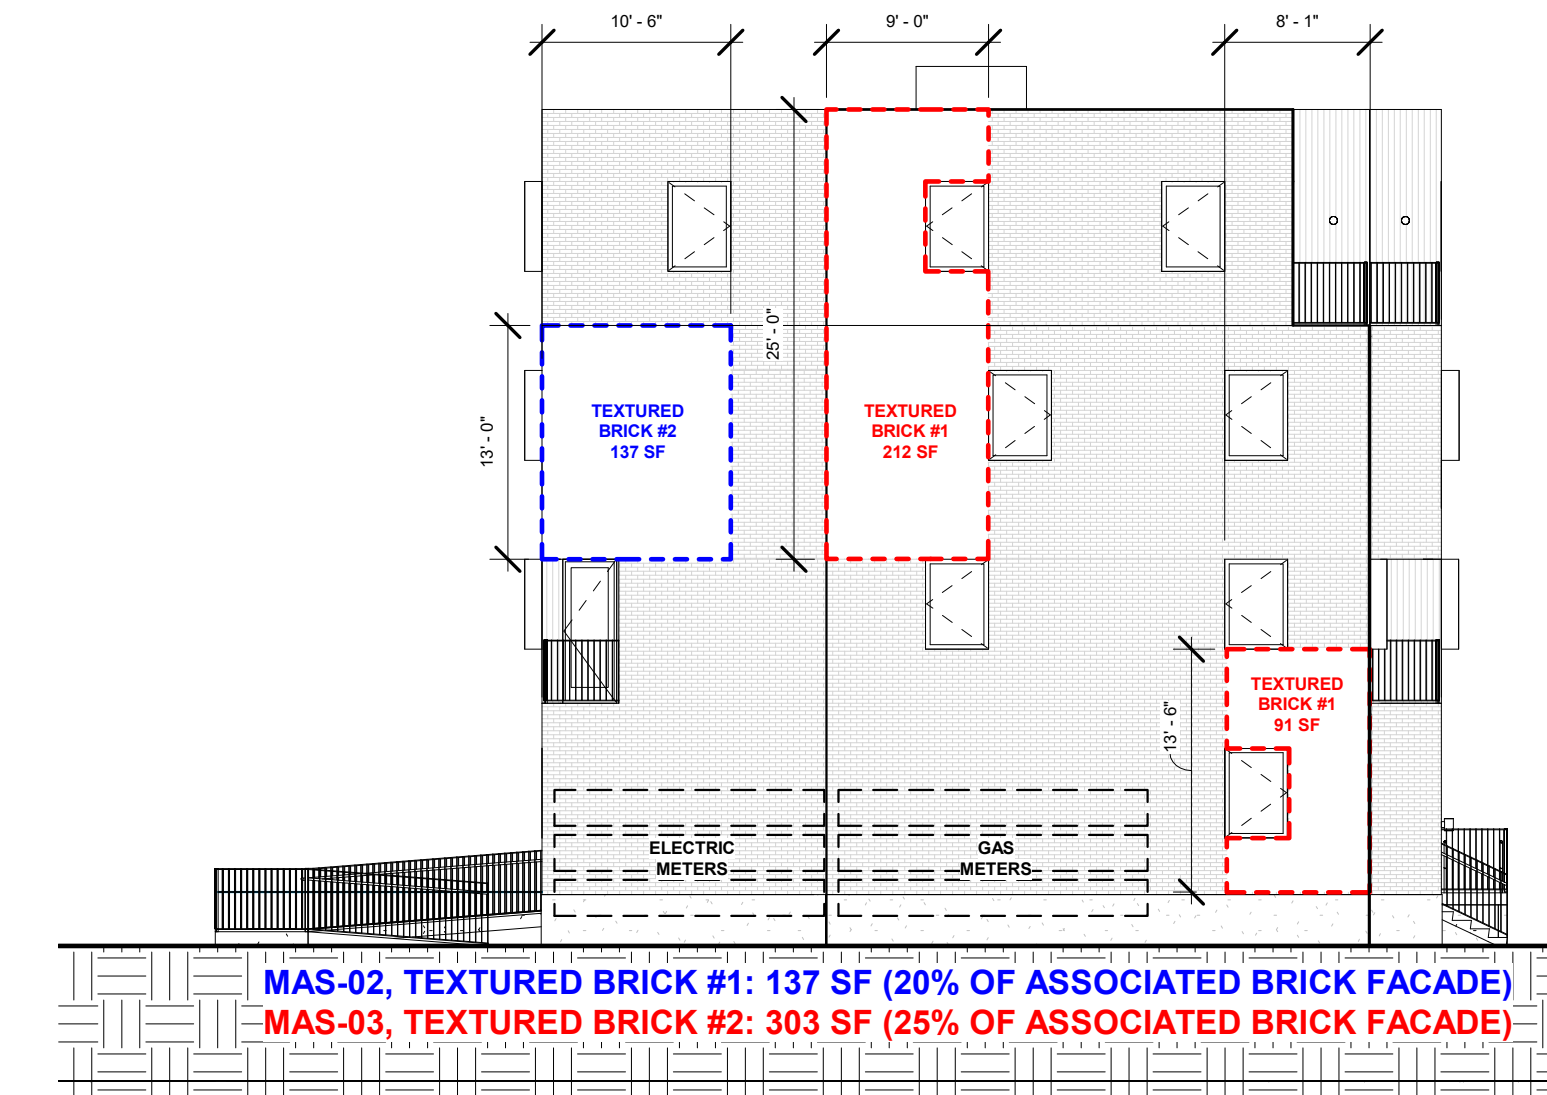 10' - 6"
9' - 0"
8' - 1"
25' - 0"
13' - 0"
TEXTURED
BRICK #2
137 SF
TEXTURED
BRICK #1
212 SF
TEXTURED
BRICK #1
91 SF
13' - 6"
ELECTRIC
METERS
GAS
METERS
MAS-02, TEXTURED BRICK #1: 137 SF (20% OF ASSOCIATED BRICK FACADE)
MAS-03, TEXTURED BRICK #2: 303 SF (25% OF ASSOCIATED BRICK FACADE)